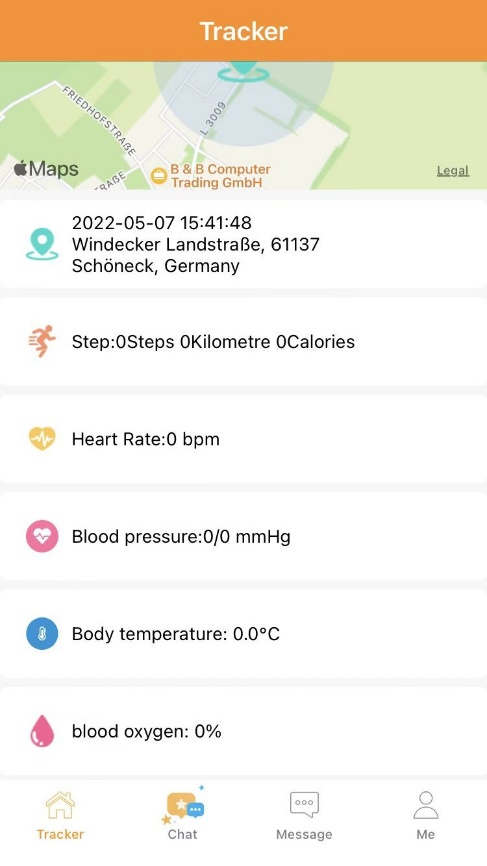 Tracker
FRIEDHOFSTRAẞE
L 3009
Maps
RAẞE
B & B Computer
Trading GmbH
Legal
2022-05-07 15:41:48
Windecker Landstraße, 61137
Schöneck, Germany
Step:0Steps 0Kilometre 0Calories
Heart Rate:0 bpm
Blood pressure:0/0 mmHg
Body temperature: 0.0°C
blood oxygen: 0%
Tracker
Chat
Message
Me